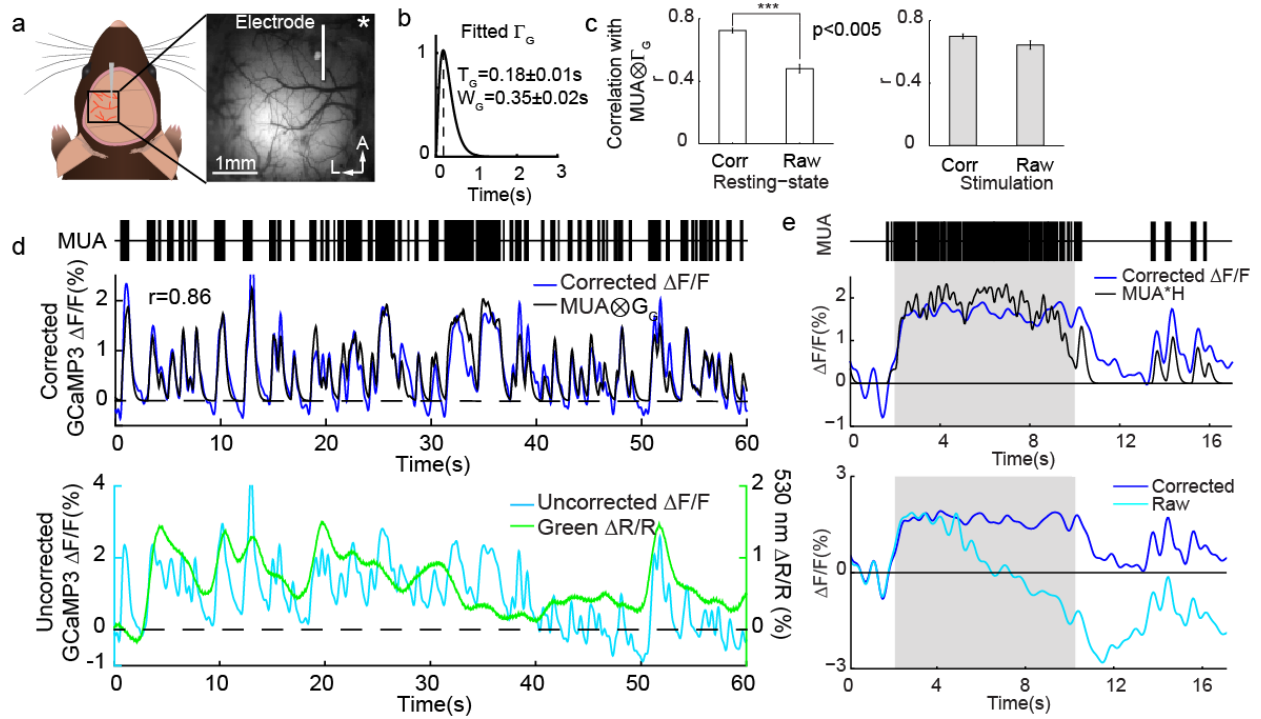 a
Electrode
*
1mm
A
L
b
Fitted Γ_G
T_G=0.18±0.01s
W_G=0.35±0.02s
1
0
0 1 2 3
Time(s)
c
Correlation with
MUA⊗Γ_G
r
0.8
0.4
0
***
p<0.005
Corr Raw
Resting−state
r
0.8
0.4
0
Corr Raw
Stimulation
d
MUA
Corrected
GCaMP3 ΔF/F(%)
2
1
0
r=0.86
Corrected ΔF/F
MUA⊗G_G
0 10 20 30 40 50 60
Time(s)
Uncorrected
GCaMP3 ΔF/F(%)
4
2
0
-1
Uncorrected ΔF/F
Green ΔR/R
2
1
0
530 nm ΔR/R (%)
0 10 20 30 40 50 60
Time(s)
e
MUA
ΔF/F(%)
2
1
0
−1
Corrected ΔF/F
MUA*H
0 4 8 12 16
Time(s)
ΔF/F(%)
3
0
−3
Corrected
Raw
0 4 8 12 16
Time(s)